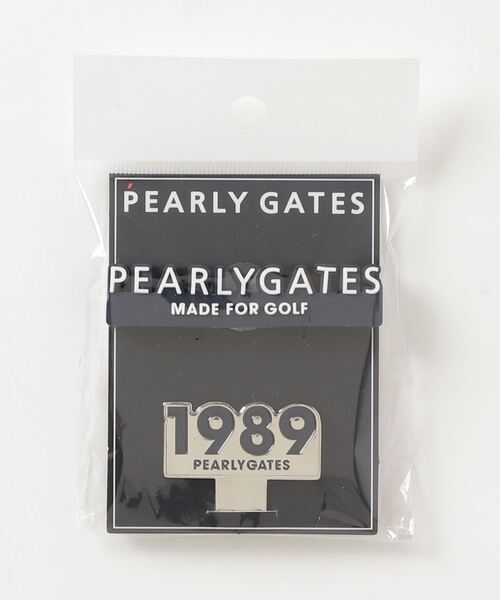 PEARLY GATES
PEARLYGATES
MADE FOR GOLF
1989
PEARLYGATES